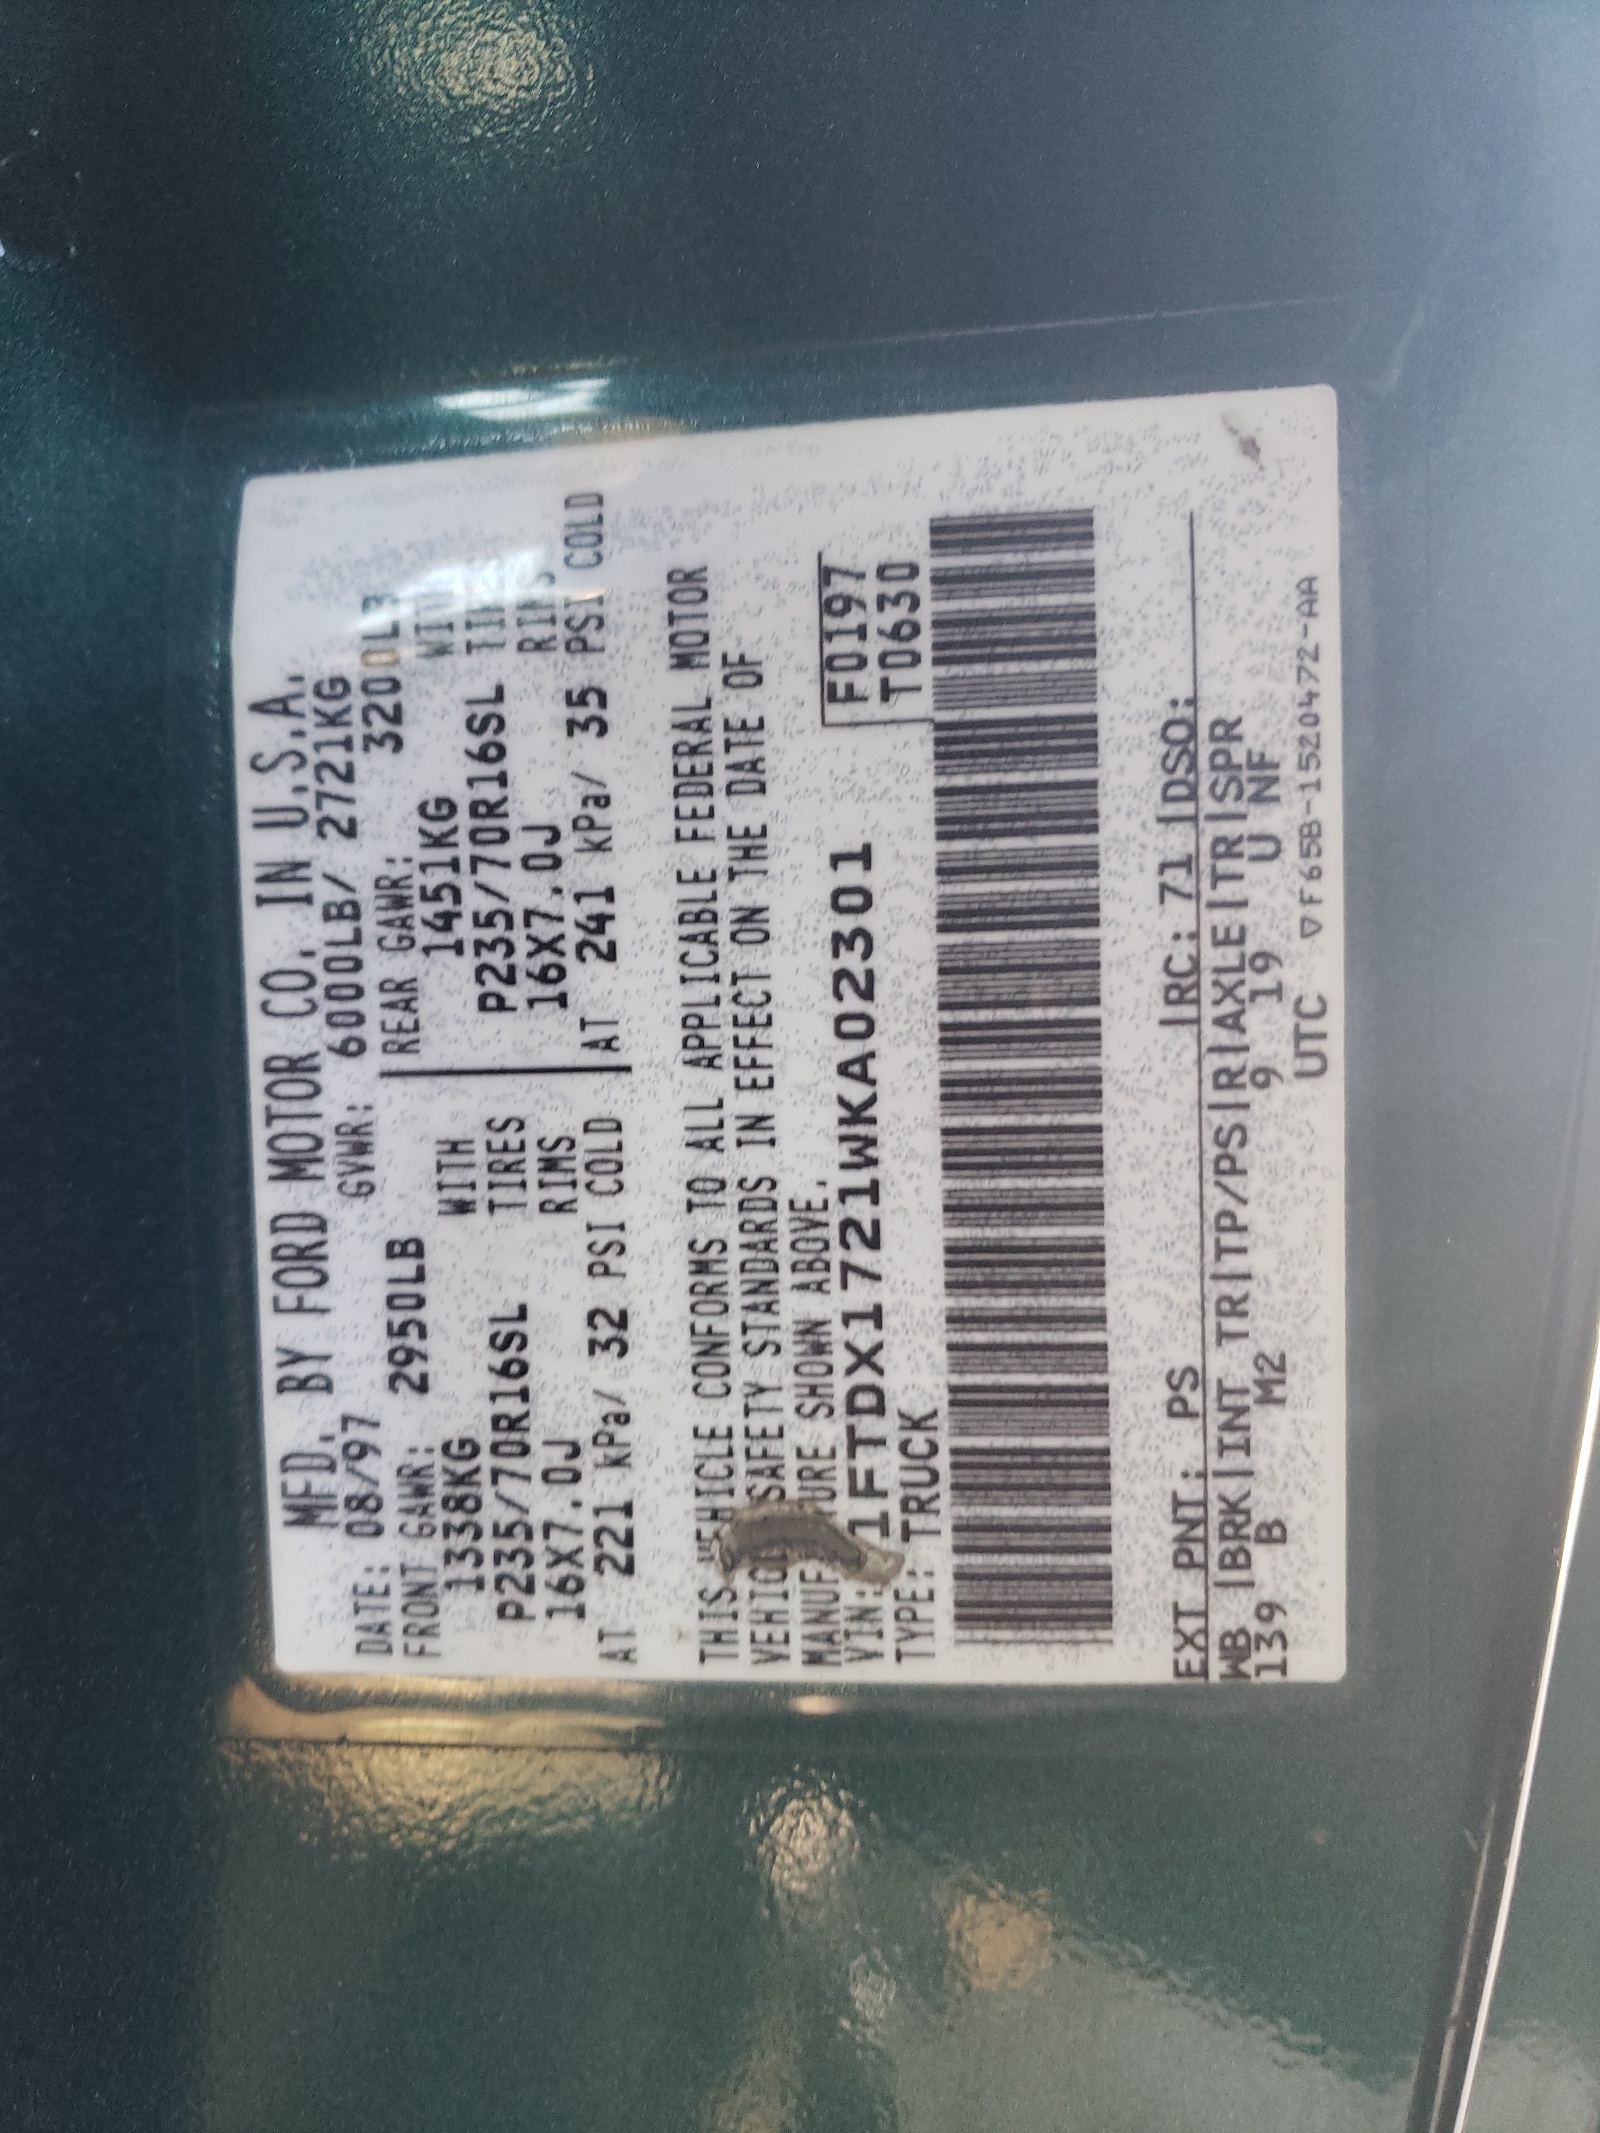 MFD. BY FORD MOTOR CO. IN U.S.A.
DATE: 08/97 GVWR: 6000LB/ 2721KG
FRONT GAWR: 2950LB REAR GAWR: 3200LB
1338KG WITH 1451KG WITH
P235/70R16SL TIRES P235/70R16SL
16X7.0J RIMS 16X7.0J RIMS
AT 221 kPa/ 32 PSI COLD AT 241 kPa/ 35 PSI COLD
THIS VEHICLE CONFORMS TO ALL APPLICABLE FEDERAL MOTOR
SAFETY STANDARDS IN EFFECT ON THE DATE OF
SHOWN ABOVE.
VIN: 1FTDX1721WKA02301 F0197
TYPE: TRUCK T0630
EXT PNT: PS |RC: 71 |DSO:
WB |BRK|INT TR|TP/PS|R|AXLE|TR|SPR
139 B M2 9 19 U NF
UTC ▽F65B-1520472-AA